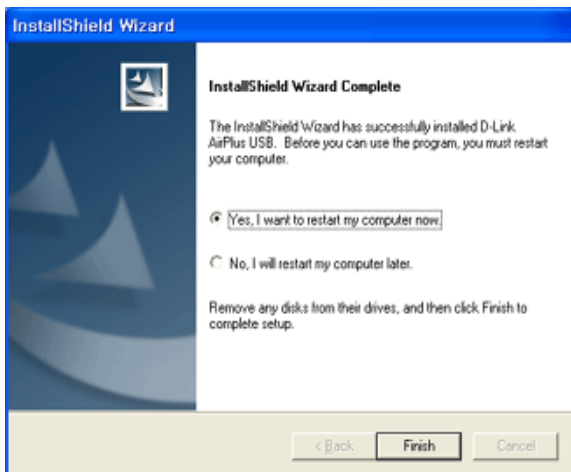 InstallShield Wizard
InstallShield Wizard Complete
The InstallShield Wizard has successfully installed D-Link
AirPlus USB. Before you can use the program, you must restart
your computer.
Yes, I want to restart my computer now.
No, I will restart my computer later.
Remove any disks from their drives, and then click Finish to
complete setup.
< Back
Finish
Cancel